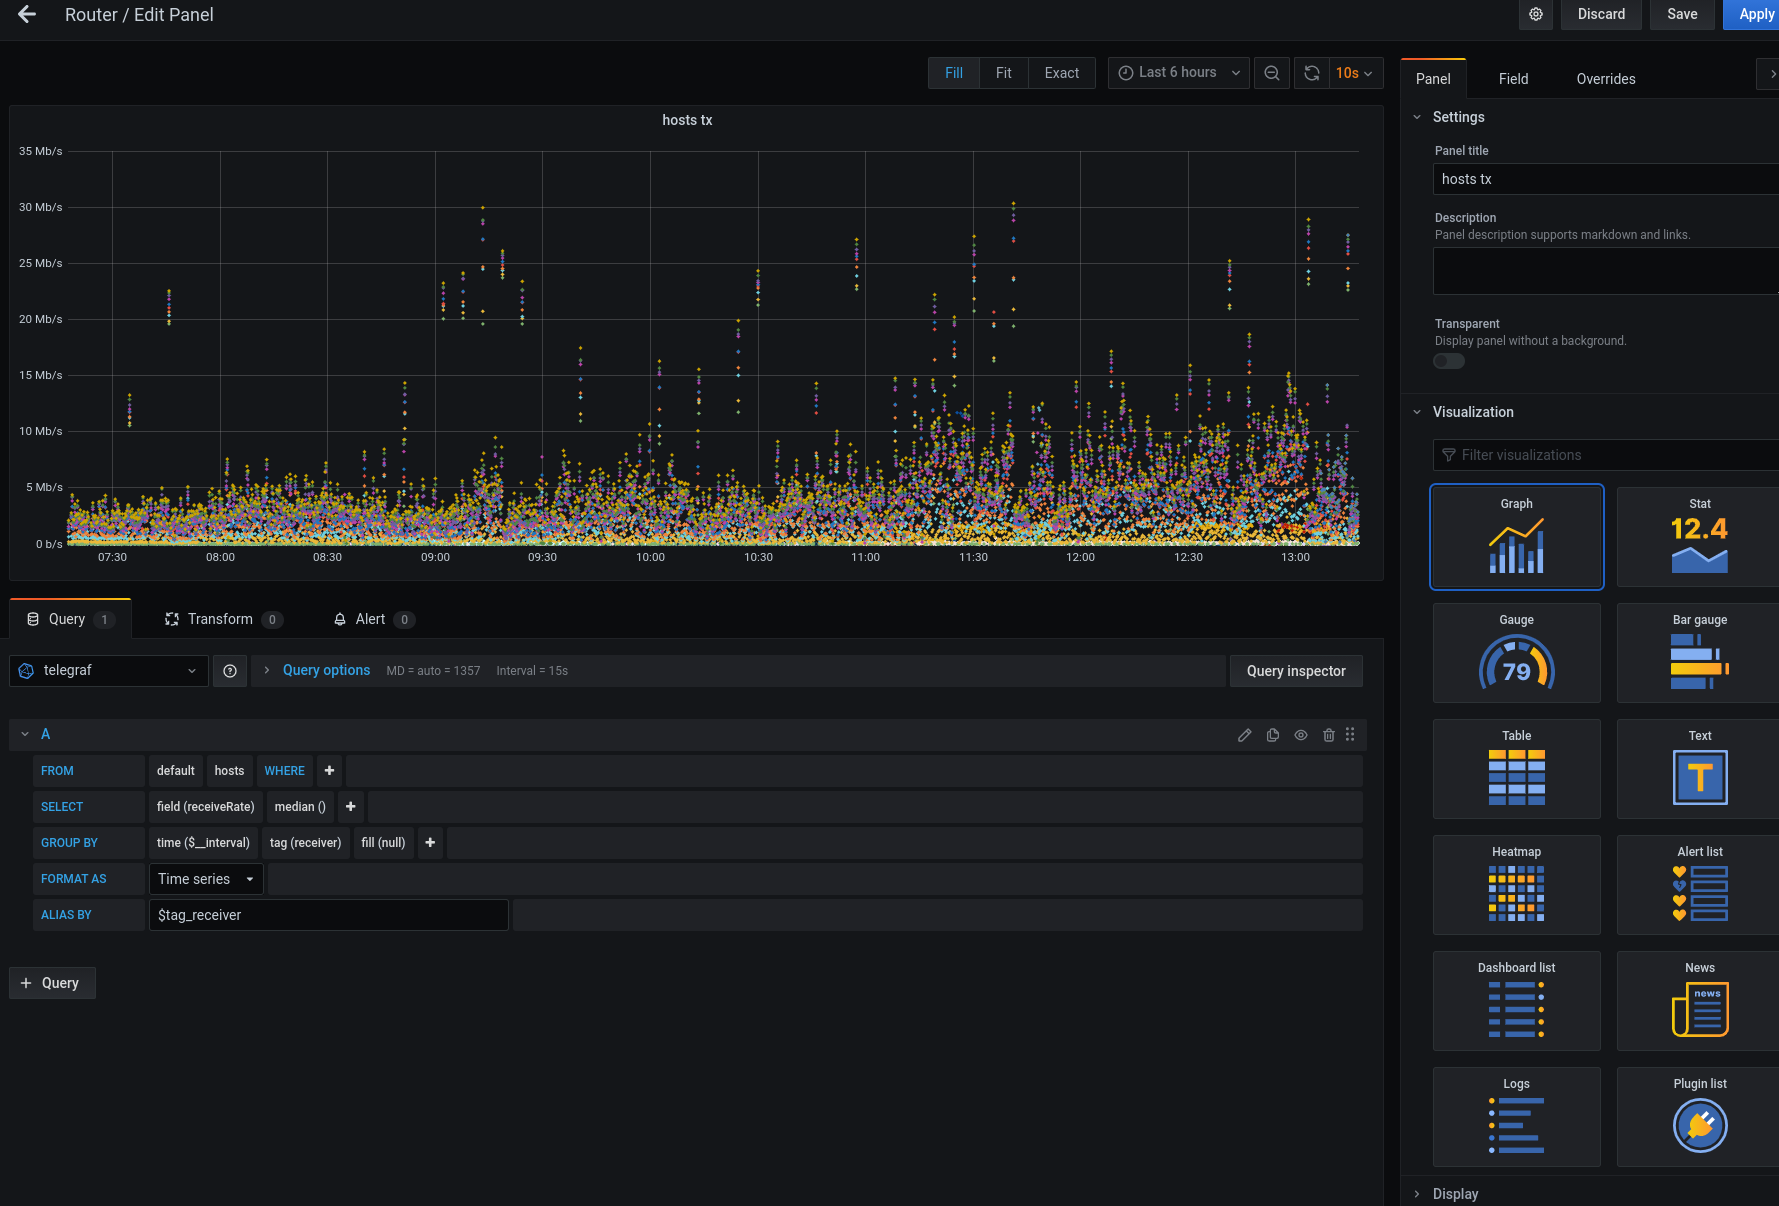 Router / Edit Panel
Discard
Save
Apply
Fill
Fit
Exact
Last 6 hours
10s
Panel
Field
Overrides
hosts tx
35 Mb/s
30 Mb/s
25 Mb/s
20 Mb/s
15 Mb/s
10 Mb/s
5 Mb/s
0 b/s
07:30
08:00
08:30
09:00
09:30
10:00
10:30
11:00
11:30
12:00
12:30
13:00
Settings
Panel title
hosts tx
Description
Panel description supports markdown and links.
Transparent
Display panel without a background.
Visualization
Filter visualizations
Graph
Stat
12.4
Gauge
79
Bar gauge
Table
Text
T
Heatmap
Alert list
Dashboard list
News
news
Logs
Plugin list
Display
Query 1
Transform 0
Alert 0
telegraf
Query options
MD = auto = 1357
Interval = 15s
Query inspector
A
FROM default hosts WHERE +
SELECT field (receiveRate) median () +
GROUP BY time ($__interval) tag (receiver) fill (null) +
FORMAT AS Time series
ALIAS BY $tag_receiver
+ Query